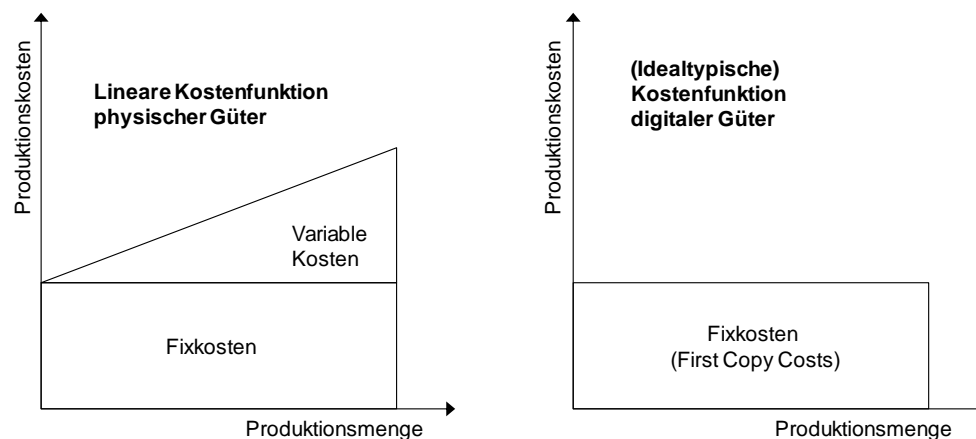 Produktionskosten
Lineare Kostenfunktion
physischer Güter
Variable
Kosten
Fixkosten
Produktionsmenge
Produktionskosten
(Idealtypische)
Kostenfunktion
digitaler Güter
Fixkosten
(First Copy Costs)
Produktionsmenge